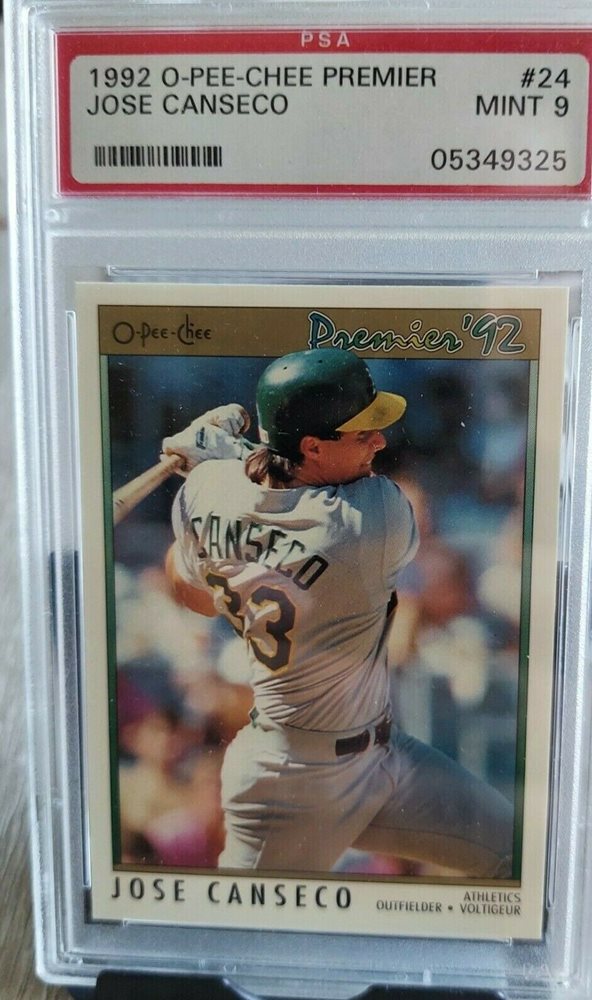 PSA
1992 O-PEE-CHEE PREMIER #24
JOSE CANSECO MINT 9
05349325
O-Pee-Chee Premier '92
CANSECO
33
JOSE CANSECO
ATHLETICS
OUTFIELDER • VOLTIGEUR